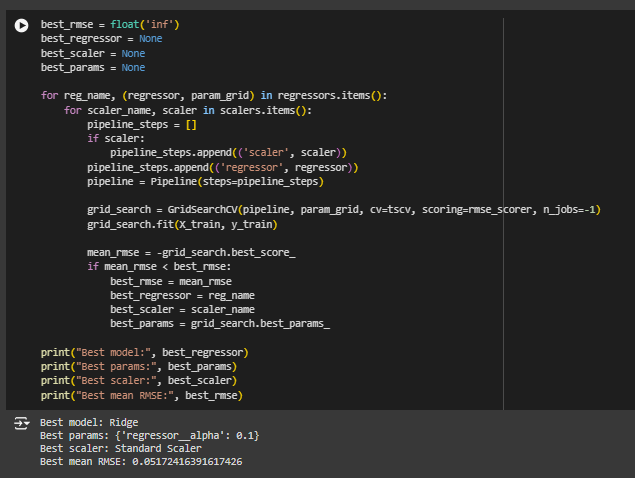 best_rmse = float('inf')
best_regressor = None
best_scaler = None
best_params = None

for reg_name, (regressor, param_grid) in regressors.items():
    for scaler_name, scaler in scalers.items():
        pipeline_steps = []
        if scaler:
            pipeline_steps.append(('scaler', scaler))
        pipeline_steps.append(('regressor', regressor))
        pipeline = Pipeline(steps=pipeline_steps)

        grid_search = GridSearchCV(pipeline, param_grid, cv=tscv, scoring=rmse_scorer, n_jobs=-1)
        grid_search.fit(X_train, y_train)

        mean_rmse = -grid_search.best_score_
        if mean_rmse < best_rmse:
            best_rmse = mean_rmse
            best_regressor = reg_name
            best_scaler = scaler_name
            best_params = grid_search.best_params_

print("Best model:", best_regressor)
print("Best params:", best_params)
print("Best scaler:", best_scaler)
print("Best mean RMSE:", best_rmse)
Best model: Ridge
Best params: {'regressor__alpha': 0.1}
Best scaler: Standard Scaler
Best mean RMSE: 0.05172416391617426